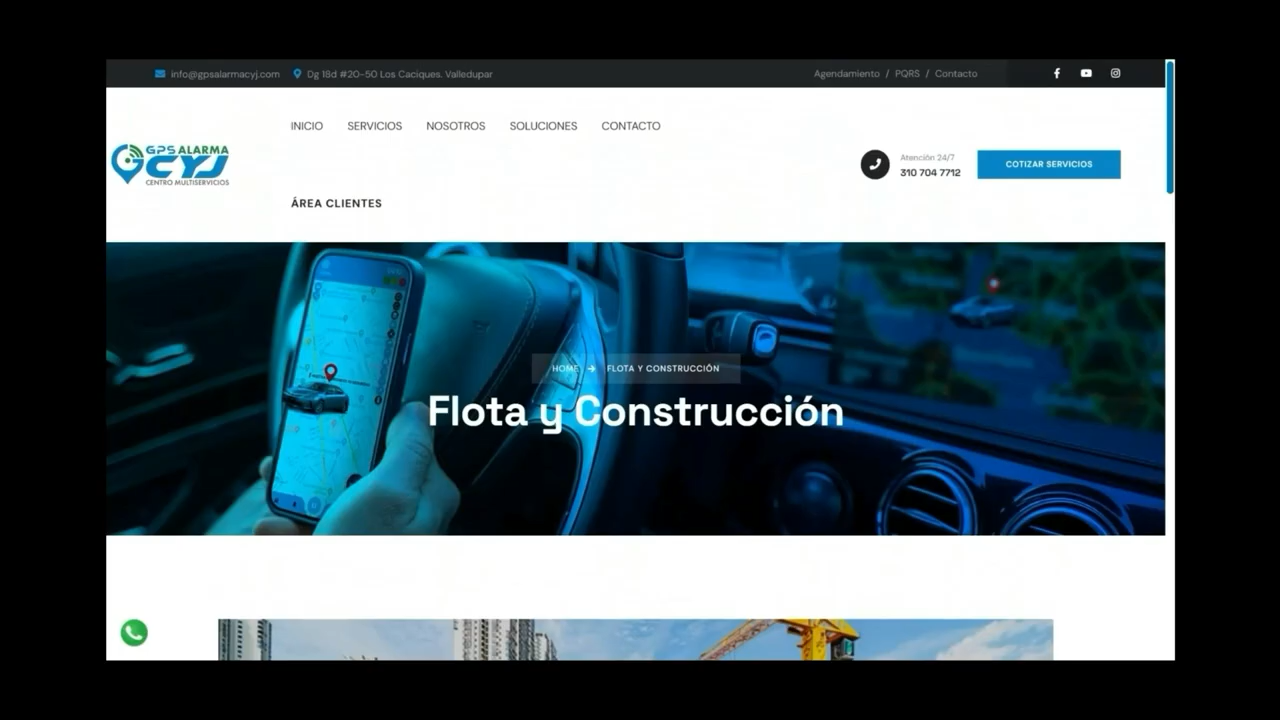 info@gpsalarmacyj.com
Dg 18d #20-50 Los Caciques. Valledupar
Agendamiento / PQRS / Contacto
INICIO SERVICIOS NOSOTROS SOLUCIONES CONTACTO
GPS ALARMA
CYJ
CENTRO MULTISERVICIOS
Atención 24/7
310 704 7712
COTIZAR SERVICIOS
ÁREA CLIENTES
HOME → FLOTA Y CONSTRUCCIÓN
Flota y Construcción